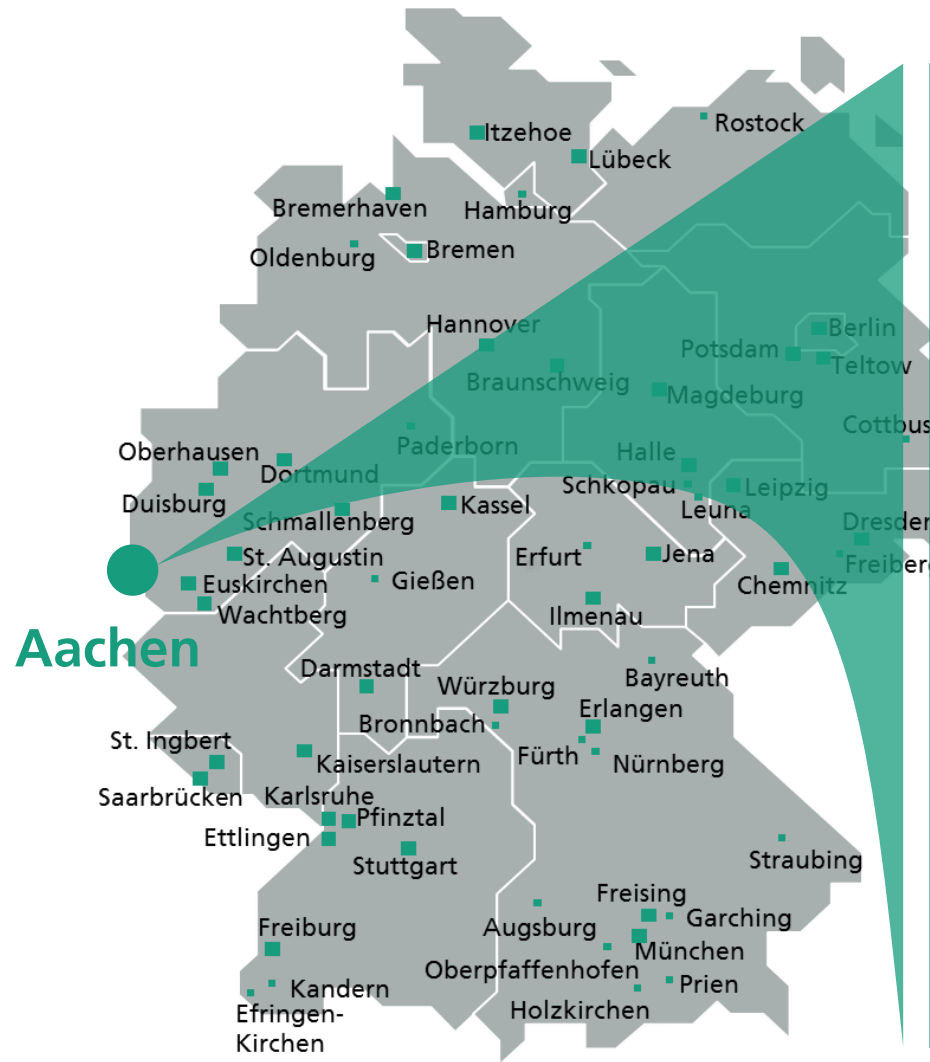 Rostock
Itzehoe
Lübeck
Bremerhaven
Hamburg
Oldenburg
Bremen
Hannover
Berlin
Potsdam
Teltow
Braunschweig
Magdeburg
Cottbus
Paderborn
Oberhausen
Dortmund
Halle
Schkopau
Leipzig
Duisburg
Kassel
Leuna
Schmallenberg
Dresden
St. Augustin
Erfurt
Jena
Freiberg
Euskirchen
Gießen
Chemnitz
Wachtberg
Ilmenau
Aachen
Darmstadt
Bayreuth
Würzburg
Erlangen
Bronnbach
St. Ingbert
Fürth
Kaiserslautern
Nürnberg
Saarbrücken
Karlsruhe
Pfinztal
Ettlingen
Stuttgart
Straubing
Freising
Garching
Augsburg
Freiburg
München
Oberpfaffenhofen
Prien
Kandern
Holzkirchen
Efringen-
Kirchen